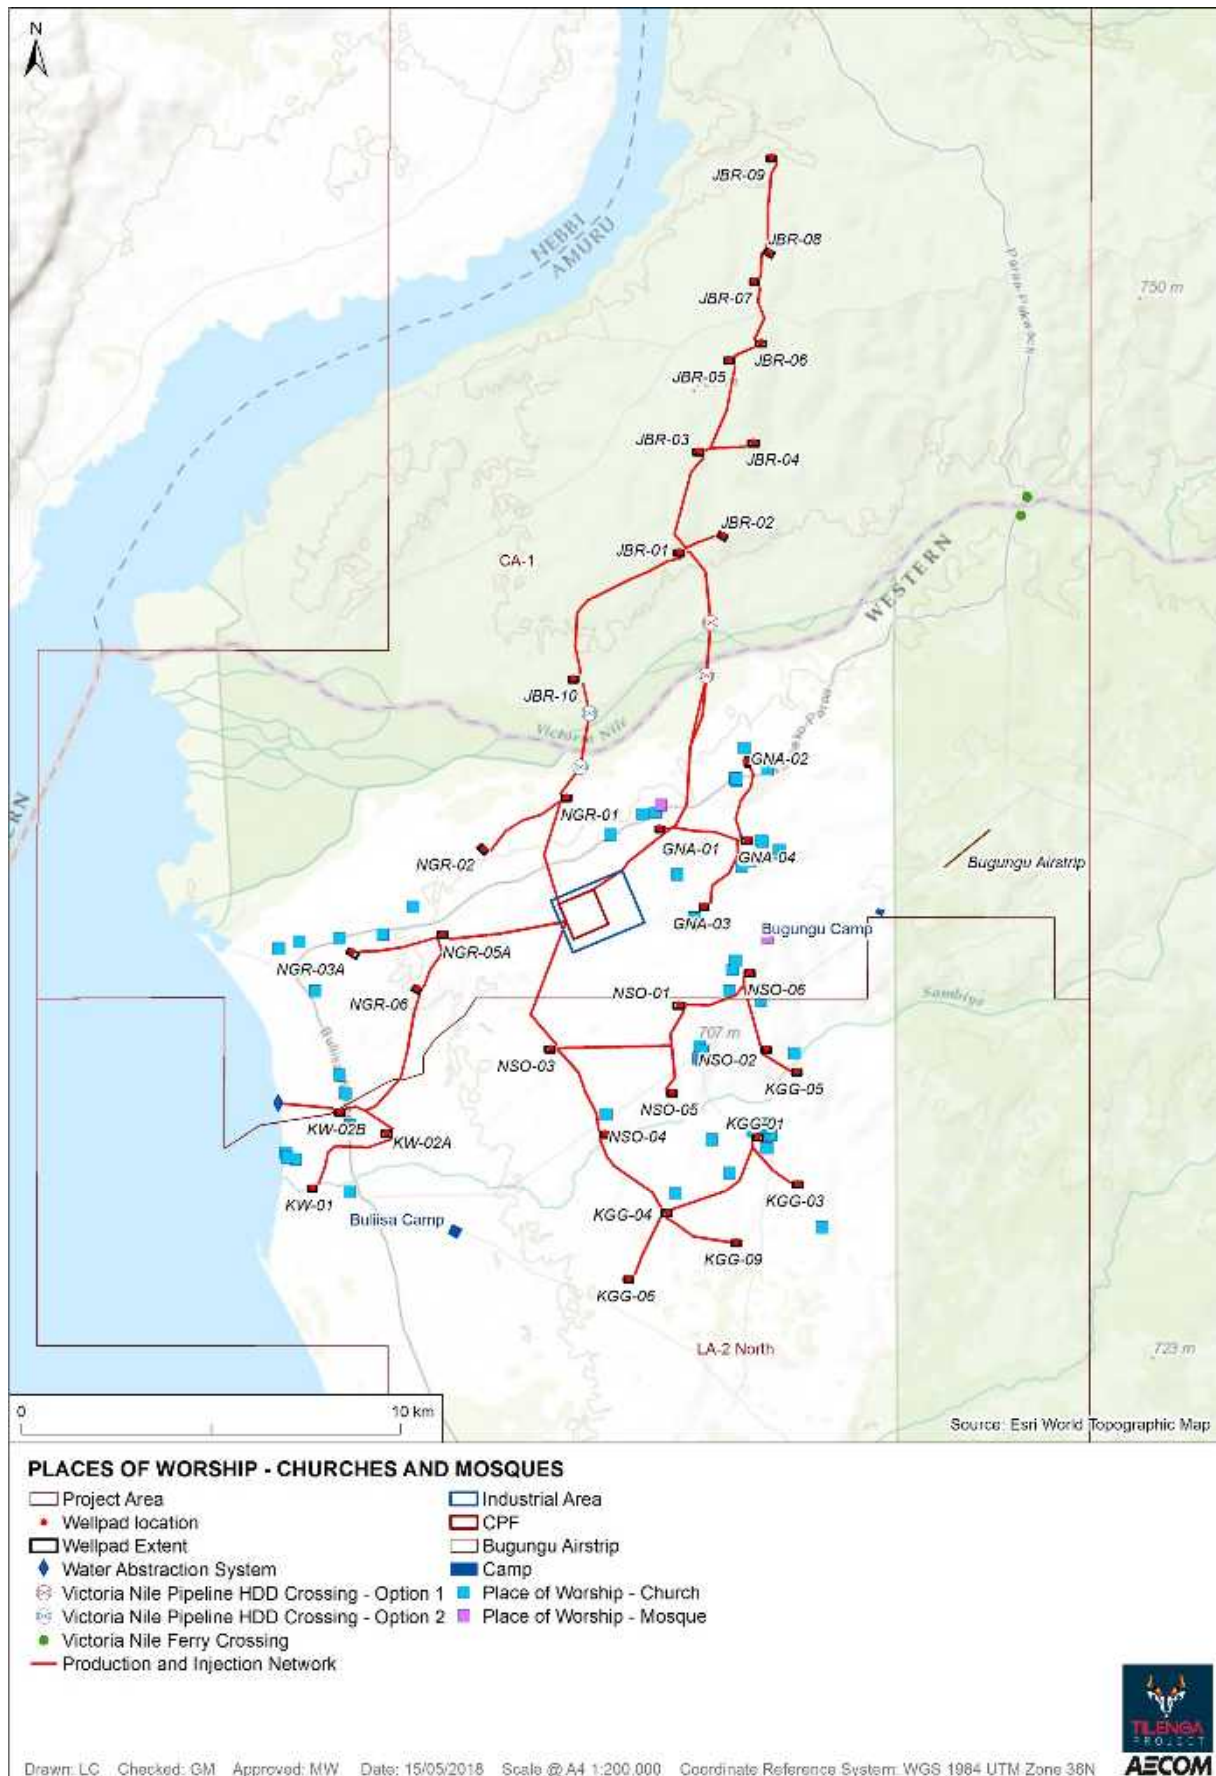 N
JBR-09
NEBBI
AMURU
JBR-08
JBR-07
750 m
JBR-06
JBR-05
JBR-03
JBR-04
JBR-02
JBR-01
CA-1
WESTERN
JBR-10
Victoria Nile
GNA-02
NGR-01
NGR-02
GNA-01
GNA-04
Bugungu Airstrip
GNA-03
Bugungu Camp
NGR-05A
NGR-03A
NGR-06
NSO-01
NSO-06
Sambiye
707 m
NSO-03
NSO-02
KGG-05
NSO-05
KW-02B
KW-02A
NSO-04
KGG-01
KW-01
KGG-03
Buliisa Camp
KGG-04
KGG-09
KGG-06
LA-2 North
723 m
0 10 km
Source: Esri World Topographic Map
PLACES OF WORSHIP - CHURCHES AND MOSQUES
Project Area
Wellpad location
Wellpad Extent
Water Abstraction System
Victoria Nile Pipeline HDD Crossing - Option 1
Victoria Nile Pipeline HDD Crossing - Option 2
Victoria Nile Ferry Crossing
Production and Injection Network
Industrial Area
CPF
Bugungu Airstrip
Camp
Place of Worship - Church
Place of Worship - Mosque
TILENGA
PROJECT
AECOM
Drawn: LC Checked: GM Approved: MW Date: 15/05/2018 Scale @ A4 1:200,000 Coordinate Reference System: WGS 1984 UTM Zone 36N